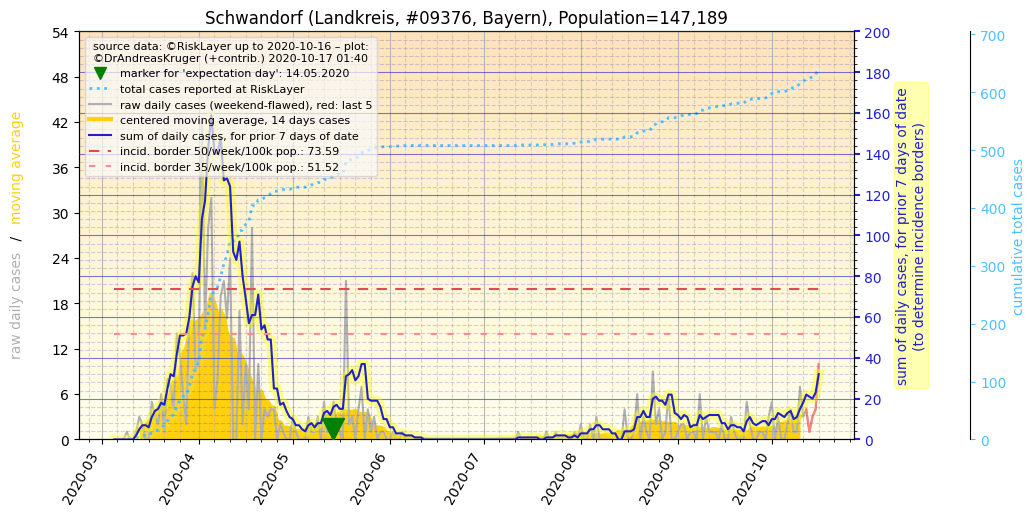 Schwandorf (Landkreis, #09376, Bayern), Population=147,189
source data: ©RiskLayer up to 2020-10-16 – plot:
©DrAndreasKruger (+contrib.) 2020-10-17 01:40
marker for 'expectation day': 14.05.2020
total cases reported at RiskLayer
raw daily cases (weekend-flawed), red: last 5
centered moving average, 14 days cases
sum of daily cases, for prior 7 days of date
incid. border 50/week/100k pop.: 73.59
incid. border 35/week/100k pop.: 51.52
raw daily cases / moving average
54
48
42
36
30
24
18
12
6
0
2020-03
2020-04
2020-05
2020-06
2020-07
2020-08
2020-09
2020-10
200
180
160
140
120
100
80
60
40
20
0
sum of daily cases, for prior 7 days of date
(to determine incidence borders)
700
600
500
400
300
200
100
0
cumulative total cases